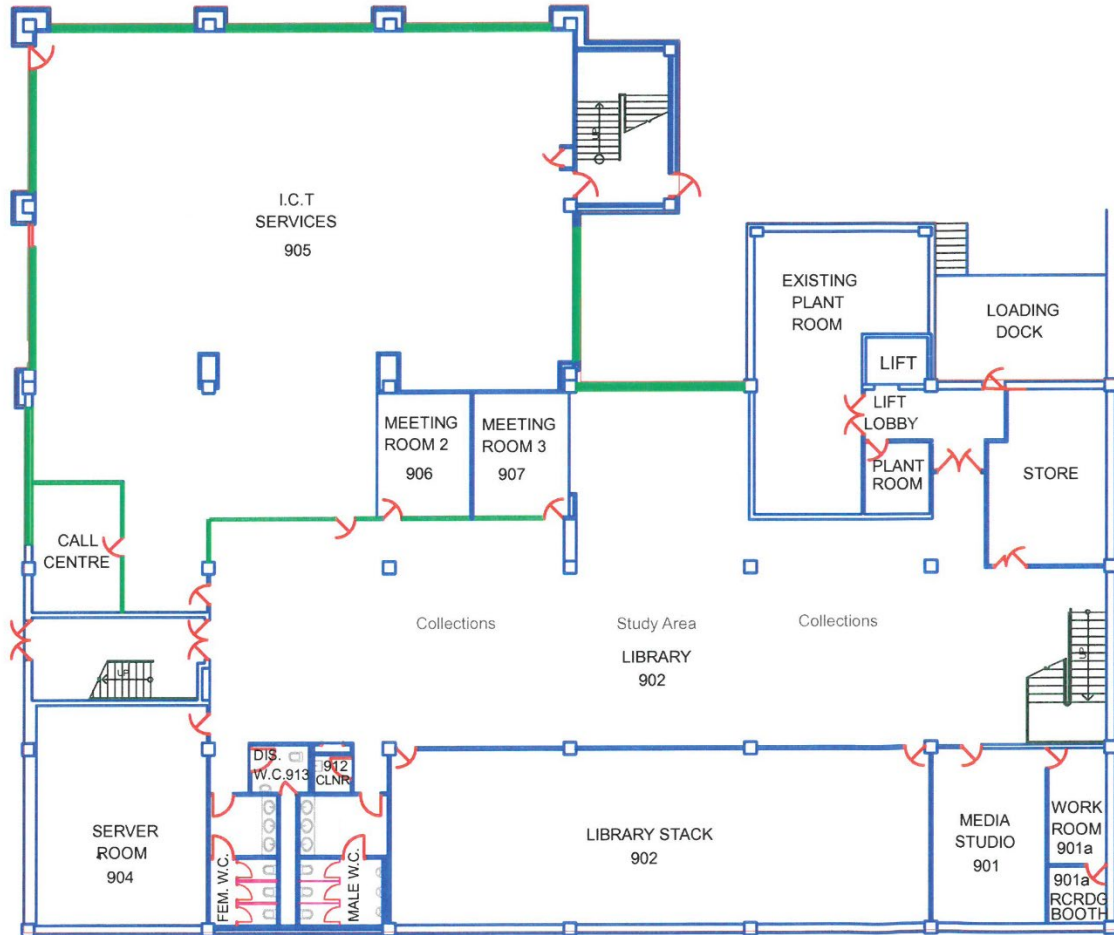 UP
I.C.T
SERVICES
905
EXISTING
PLANT
ROOM
LOADING
DOCK
LIFT
LIFT
LOBBY
MEETING
ROOM 2
906
MEETING
ROOM 3
907
PLANT
ROOM
STORE
CALL
CENTRE
Collections
Study Area
Collections
LIBRARY
902
UP
DIS.
W.C.913
912
CLNR
SERVER
ROOM
904
FEM. W.C.
MALE W.C.
LIBRARY STACK
902
MEDIA
STUDIO
901
WORK
ROOM
901a
901a
RCRDG
BOOTH